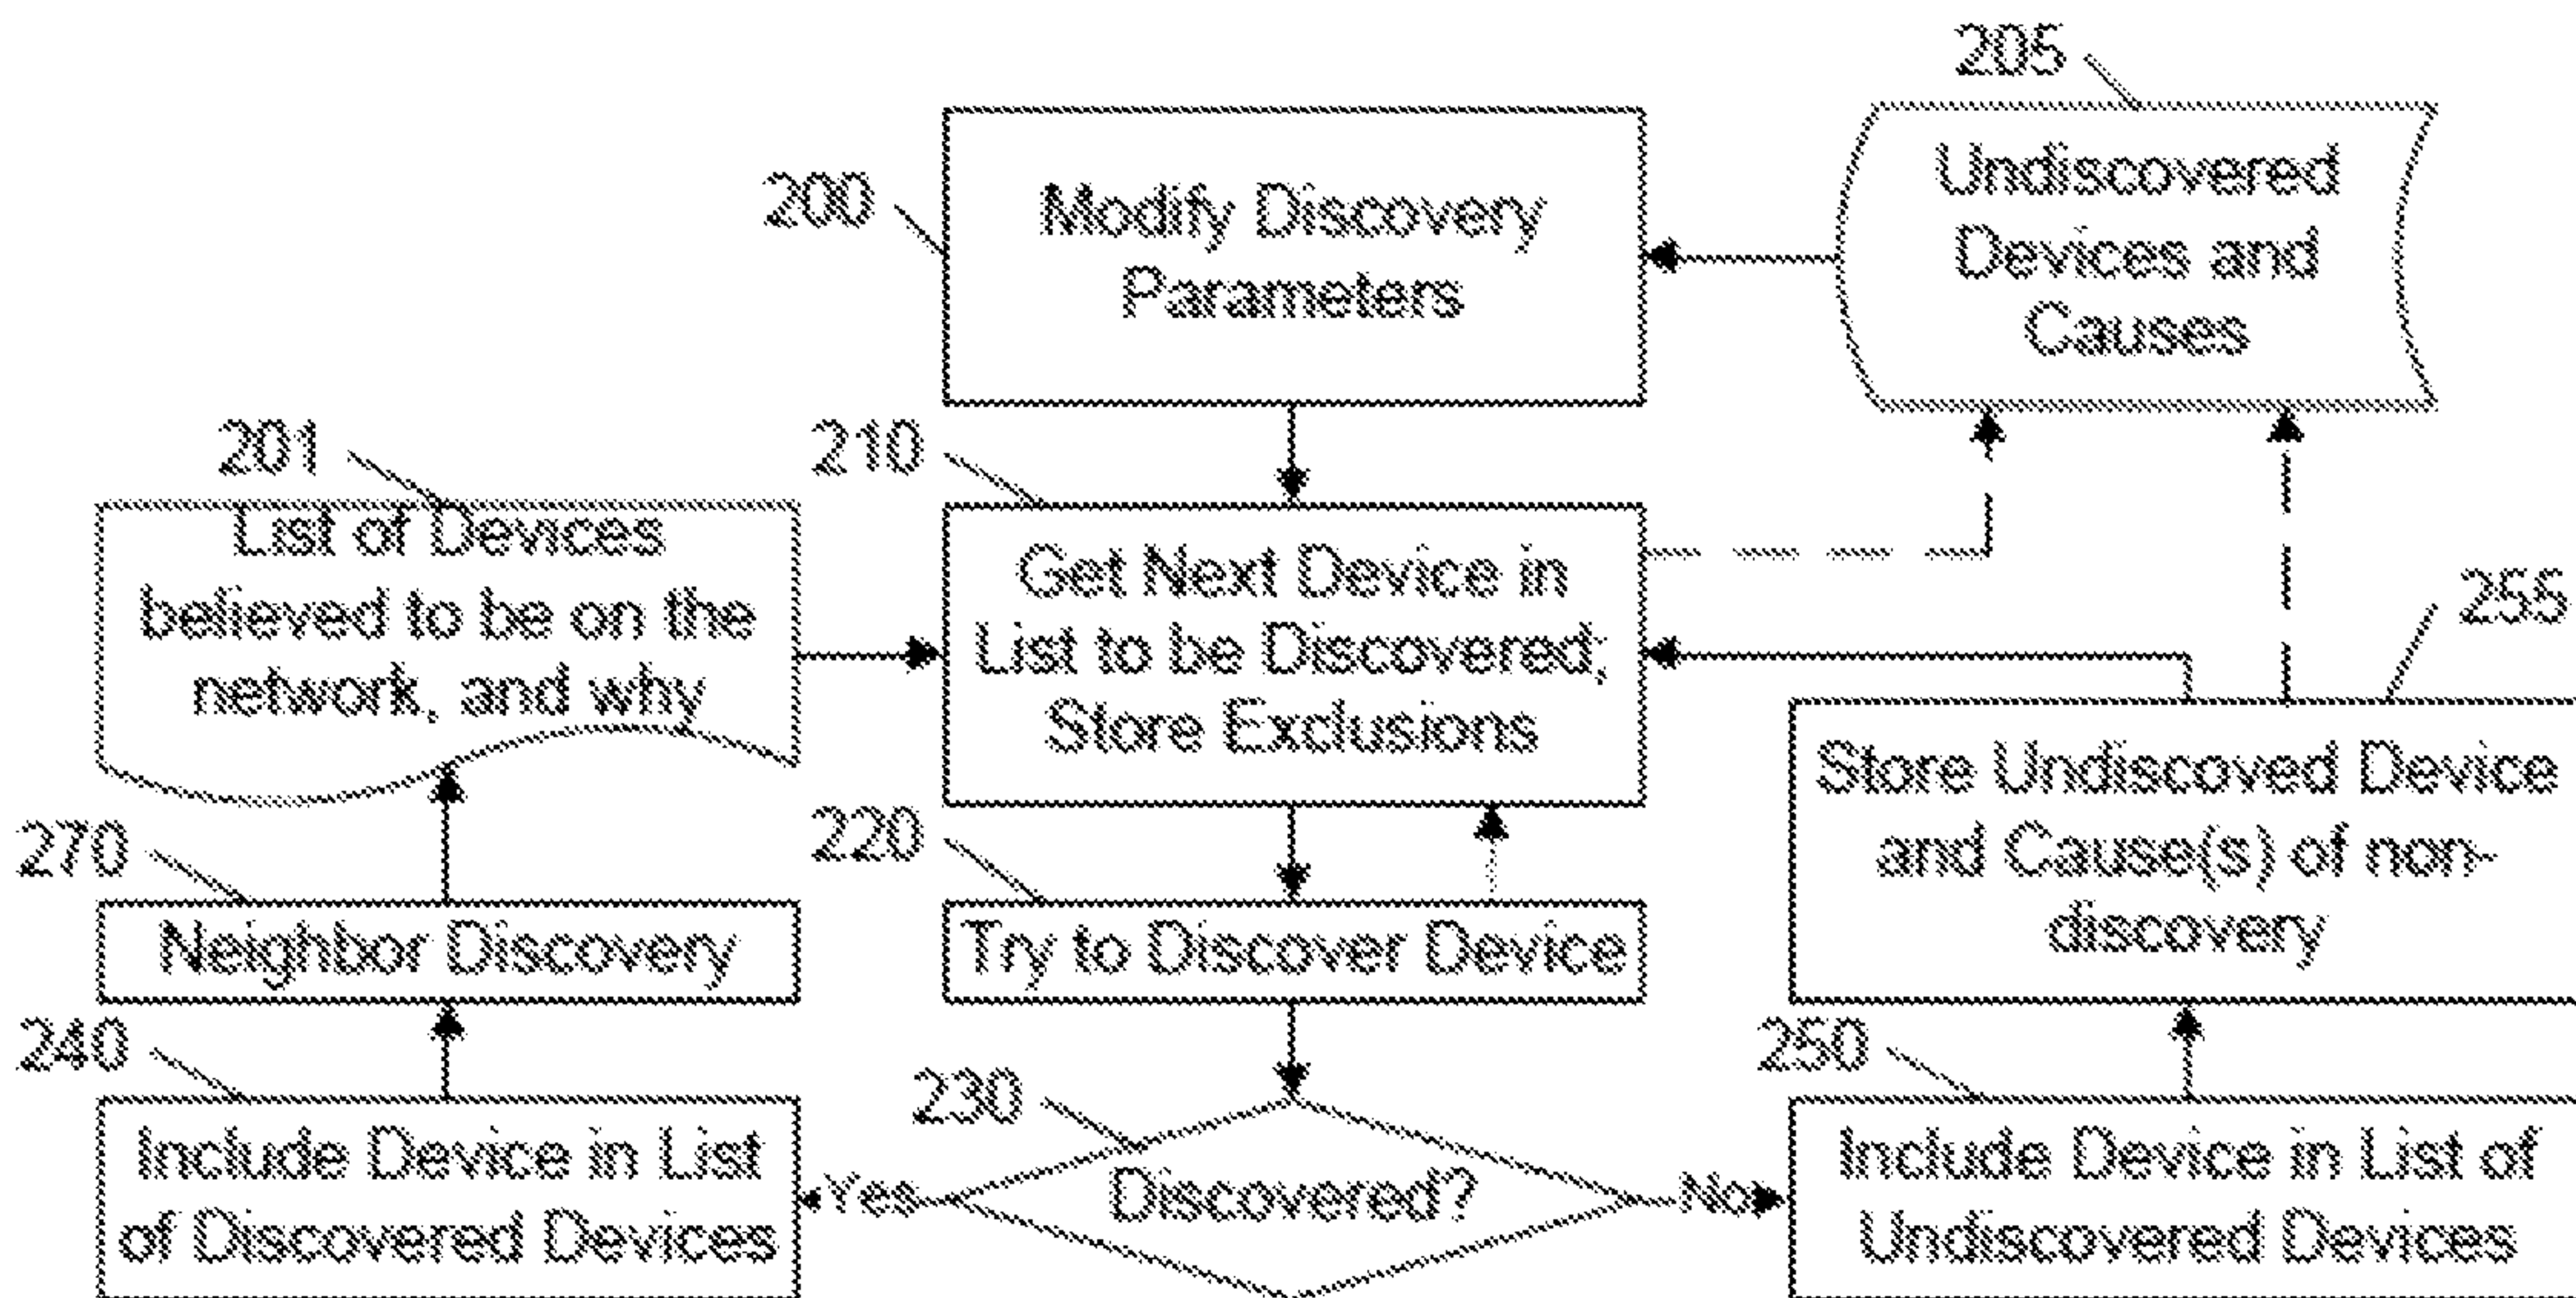 205
200
Modify Discovery
Parameters
Undiscovered
Devices and
Causes
201
List of Devices
believed to be on the
network, and why
210
Get Next Device in
List to be Discovered;
Store Exclusions
255
Store Undiscoved Device
and Cause(s) of non-
discovery
270
Neighbor Discovery
220
Try to Discover Device
240
Include Device in List
of Discovered Devices
230
Discovered?
Yes
No
250
Include Device in List of
Undiscovered Devices